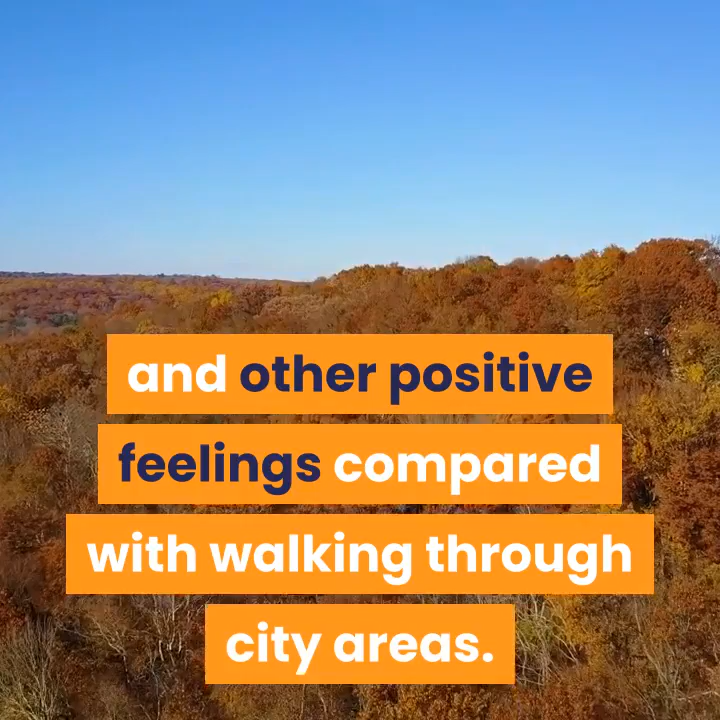 and other positive
feelings compared
with walking through
city areas.